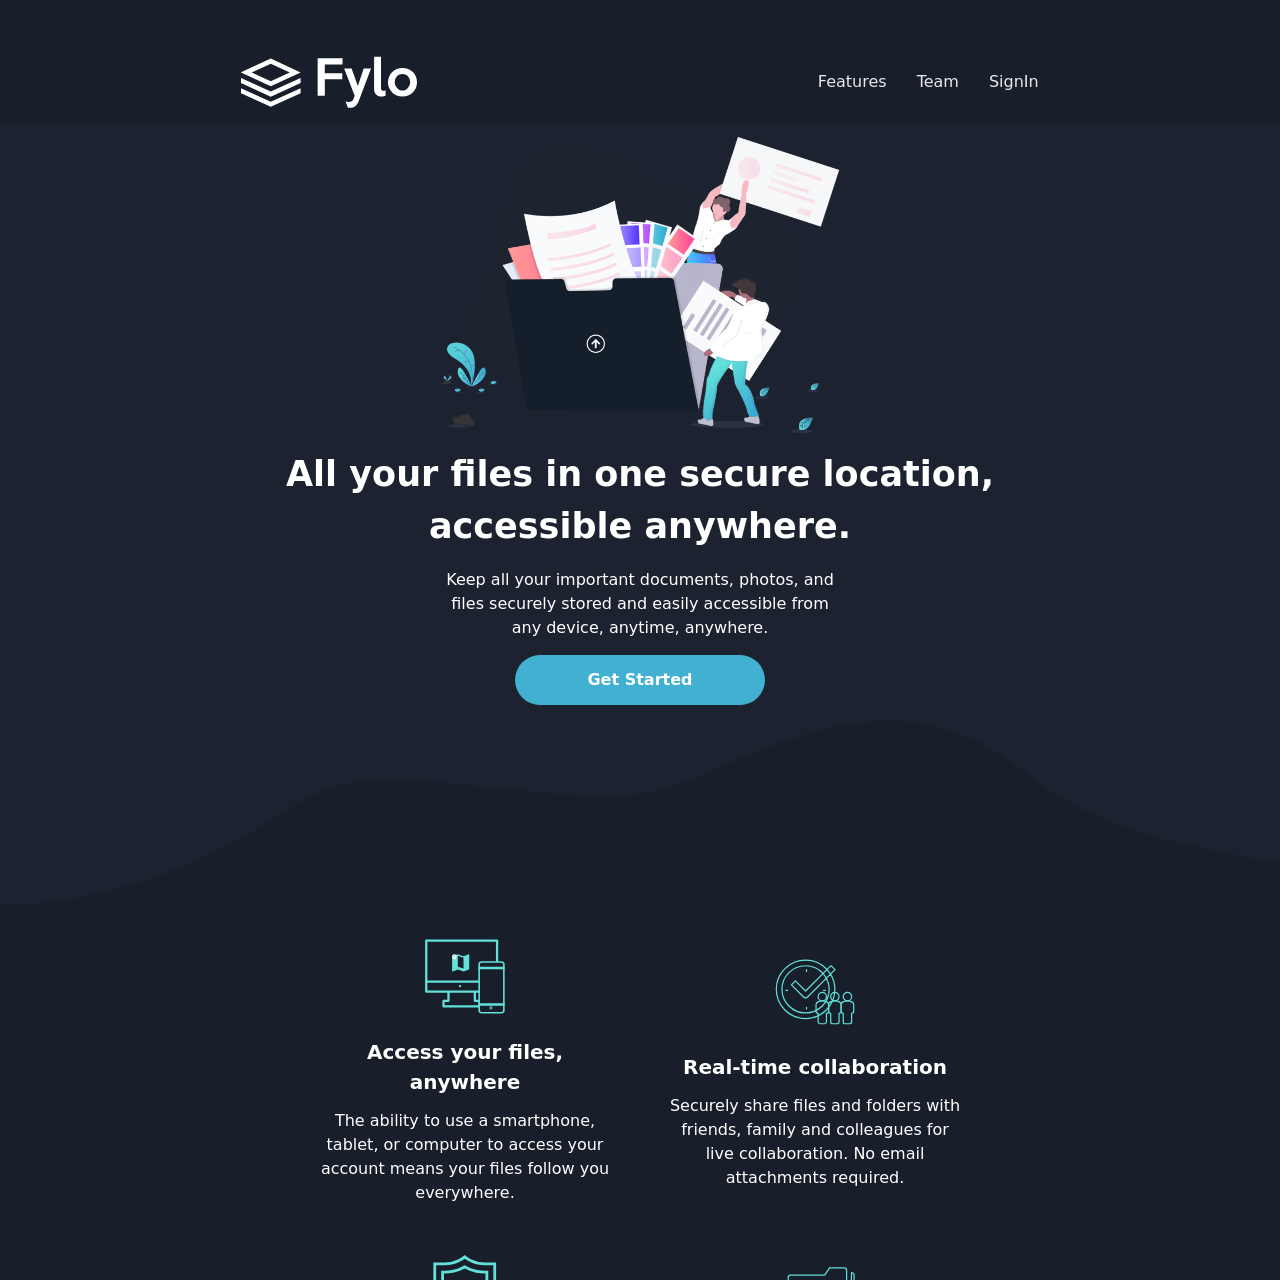 Fylo
Features Team SignIn
All your files in one secure location,
accessible anywhere.
Keep all your important documents, photos, and
files securely stored and easily accessible from
any device, anytime, anywhere.
Get Started
Access your files,
anywhere
The ability to use a smartphone,
tablet, or computer to access your
account means your files follow you
everywhere.
Real-time collaboration
Securely share files and folders with
friends, family and colleagues for
live collaboration. No email
attachments required.